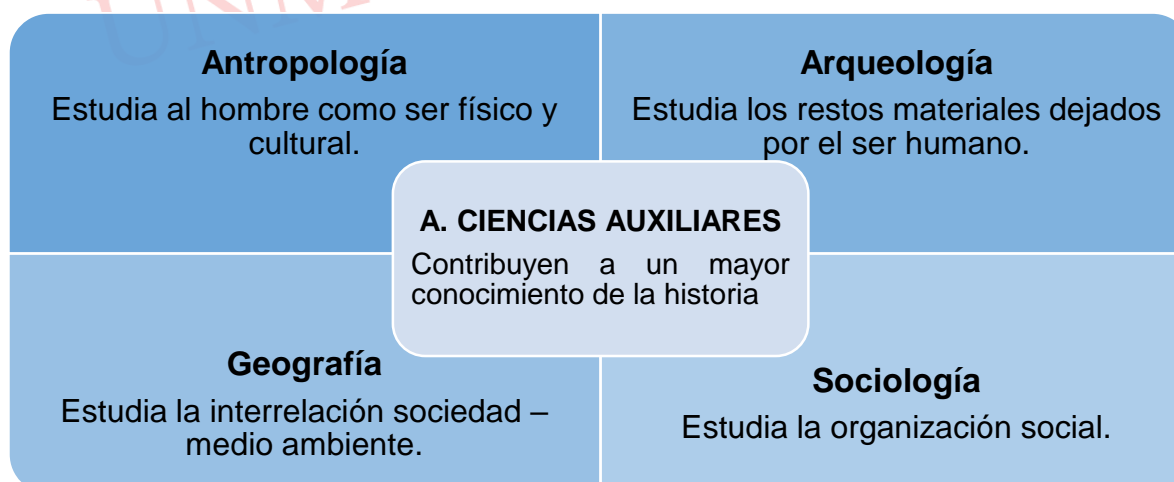 Antropología
Estudia al hombre como ser físico y
cultural.
Arqueología
Estudia los restos materiales dejados
por el ser humano.
A. CIENCIAS AUXILIARES
Contribuyen a un mayor
conocimiento de la historia
Geografía
Estudia la interrelación sociedad –
medio ambiente.
Sociología
Estudia la organización social.